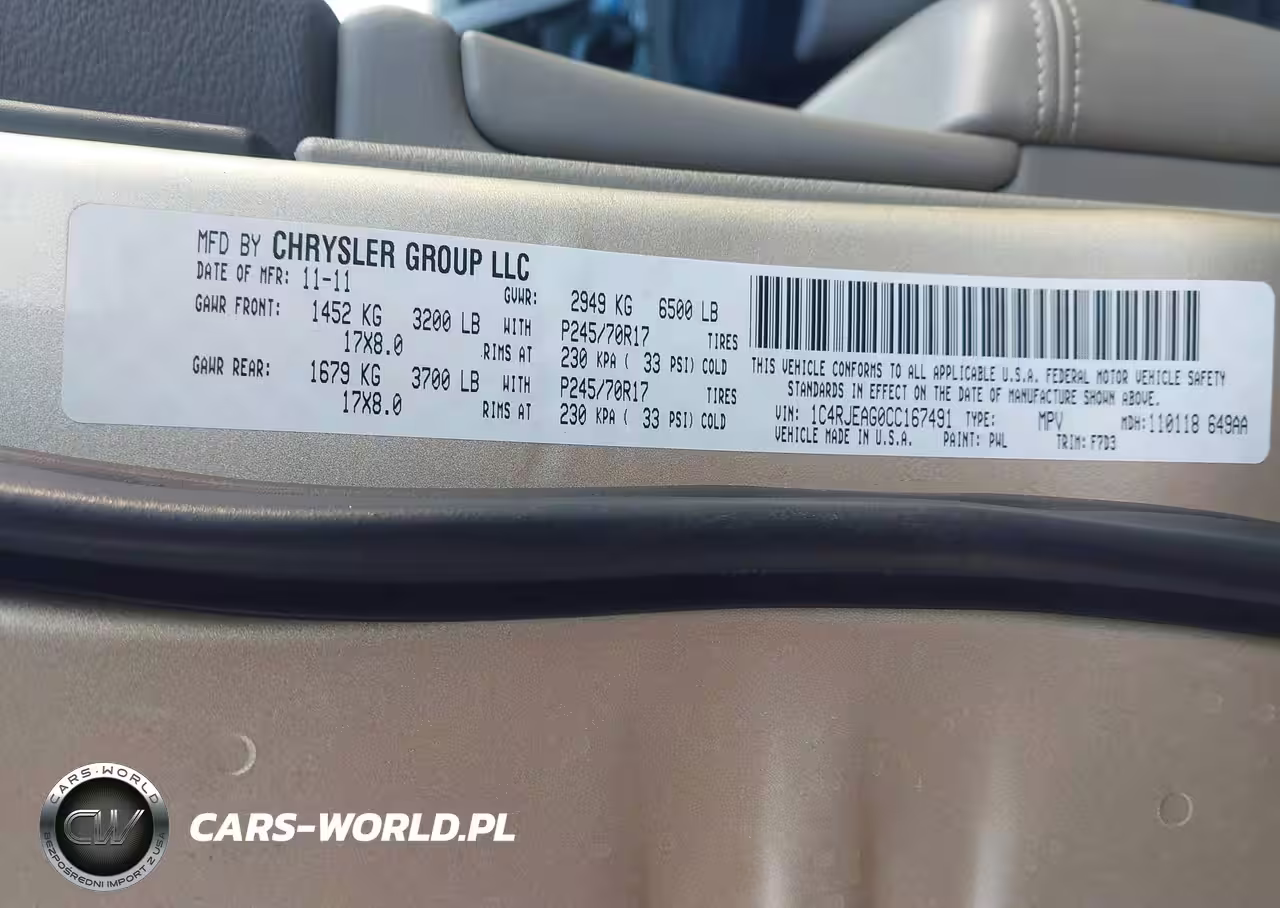 MFD BY CHRYSLER GROUP LLC
DATE OF MFR: 11-11
GVWR: 2949 KG 6500 LB
GAWR FRONT: 1452 KG 3200 LB WITH P245/70R17 TIRES
17X8.0 RIMS AT 230 KPA ( 33 PSI) COLD
GAWR REAR: 1679 KG 3700 LB WITH P245/70R17 TIRES
17X8.0 RIMS AT 230 KPA ( 33 PSI) COLD
THIS VEHICLE CONFORMS TO ALL APPLICABLE U.S.A. FEDERAL MOTOR VEHICLE SAFETY
STANDARDS IN EFFECT ON THE DATE OF MANUFACTURE SHOWN ABOVE.
VIN: 1C4RJEAG0CC167491 TYPE: MPV MDH:110118 649AA
VEHICLE MADE IN U.S.A. PAINT: PWL TRIM: F7D3
CARS-WORLD
CW
BEZPOŚREDNI IMPORT Z USA
CARS-WORLD.PL